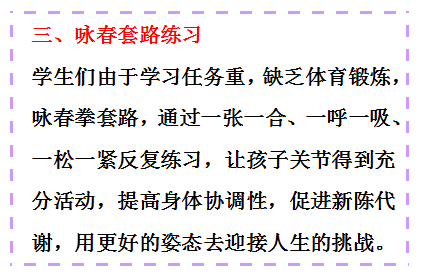 三、咏春套路练习
学生们由于学习任务重，缺乏体育锻炼，
咏春拳套路，通过一张一合、一呼一吸、
一松一紧反复练习，让孩子关节得到充
分活动，提高身体协调性，促进新陈代
谢，用更好的姿态去迎接人生的挑战。